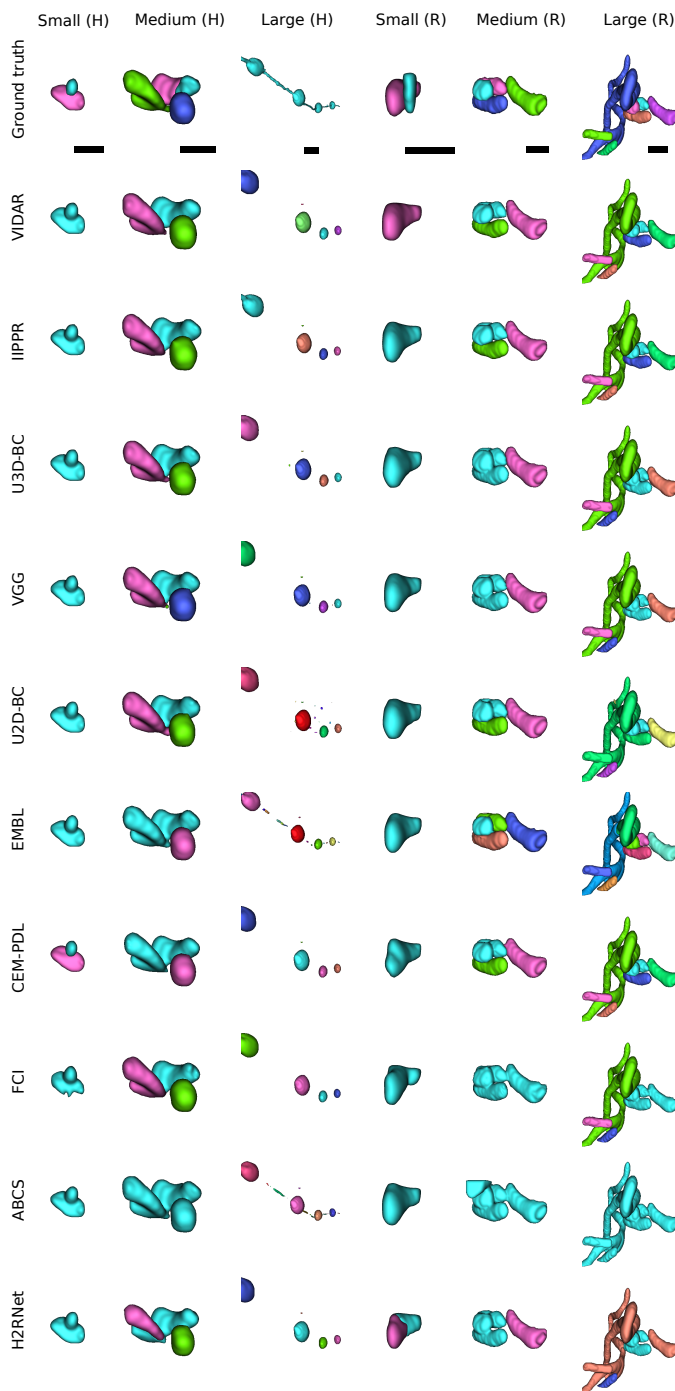 Small (H) Medium (H) Large (H) Small (R) Medium (R) Large (R)
Ground truth
VIDAR
IIPPR
U3D-BC
VGG
U2D-BC
EMBL
CEM-PDL
FCI
ABCS
H2RNet